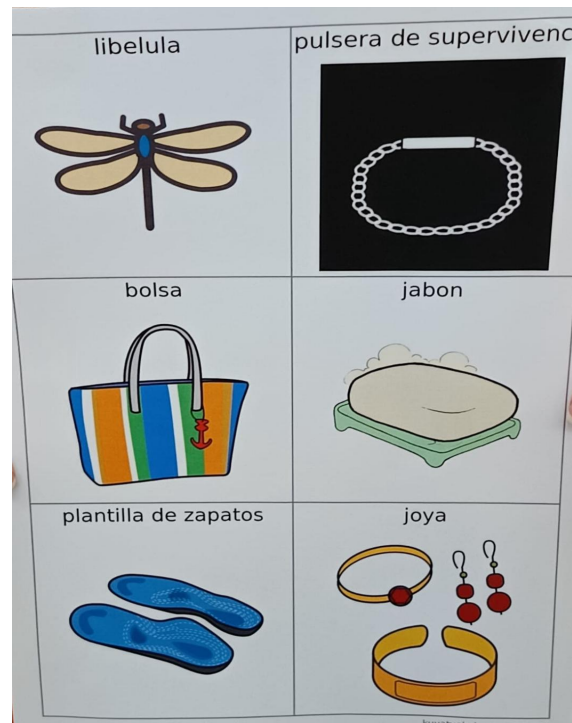 libelula
pulsera de supervivenc
bolsa
jabon
plantilla de zapatos
joya